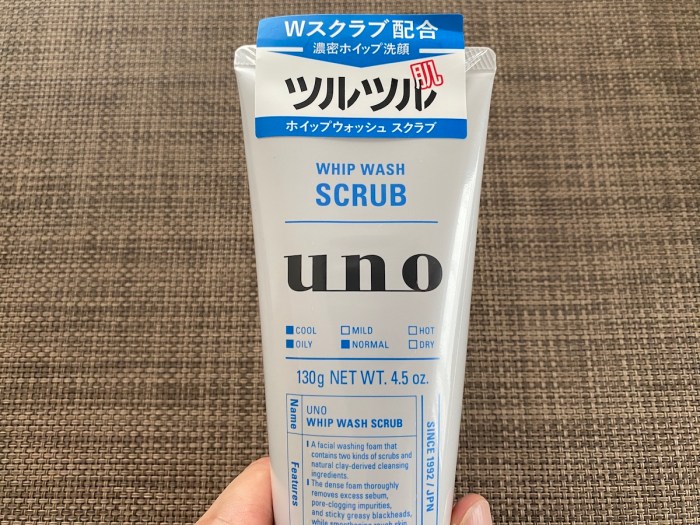 Wスクラブ配合
濃密ホイップ洗顔
ツルツル肌
ホイップウォッシュ スクラブ
WHIP WASH
SCRUB
uno
COOL MILD HOT
OILY NORMAL DRY
130g NET WT. 4.5 oz.
Name
UNO
WHIP WASH SCRUB
SINCE 1992 / JPN
Features
A facial washing foam that
contains two kinds of scrubs and
natural clay-derived cleansing
ingredients.
The dense foam thoroughly
removes excess sebum,
pore-clogging impurities,
and sticky greasy blackheads,
while smoothening rough skin